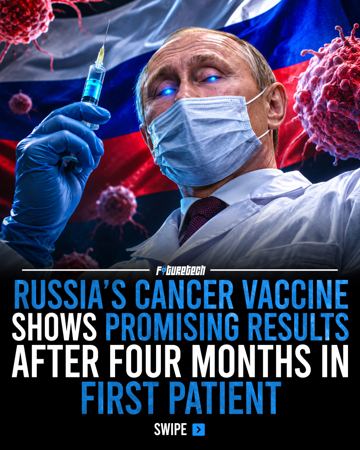 FUTURETECH
RUSSIA'S CANCER VACCINE
SHOWS PROMISING RESULTS
AFTER FOUR MONTHS IN
FIRST PATIENT
SWIPE